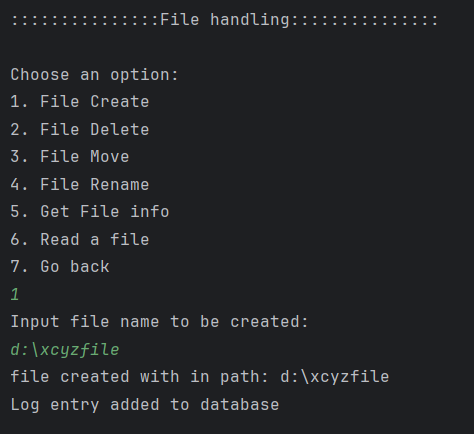 :::::::::::::::File handling:::::::::::::::
Choose an option:
1. File Create
2. File Delete
3. File Move
4. File Rename
5. Get File info
6. Read a file
7. Go back
1
Input file name to be created:
d:\xcyzfile
file created with in path: d:\xcyzfile
Log entry added to database